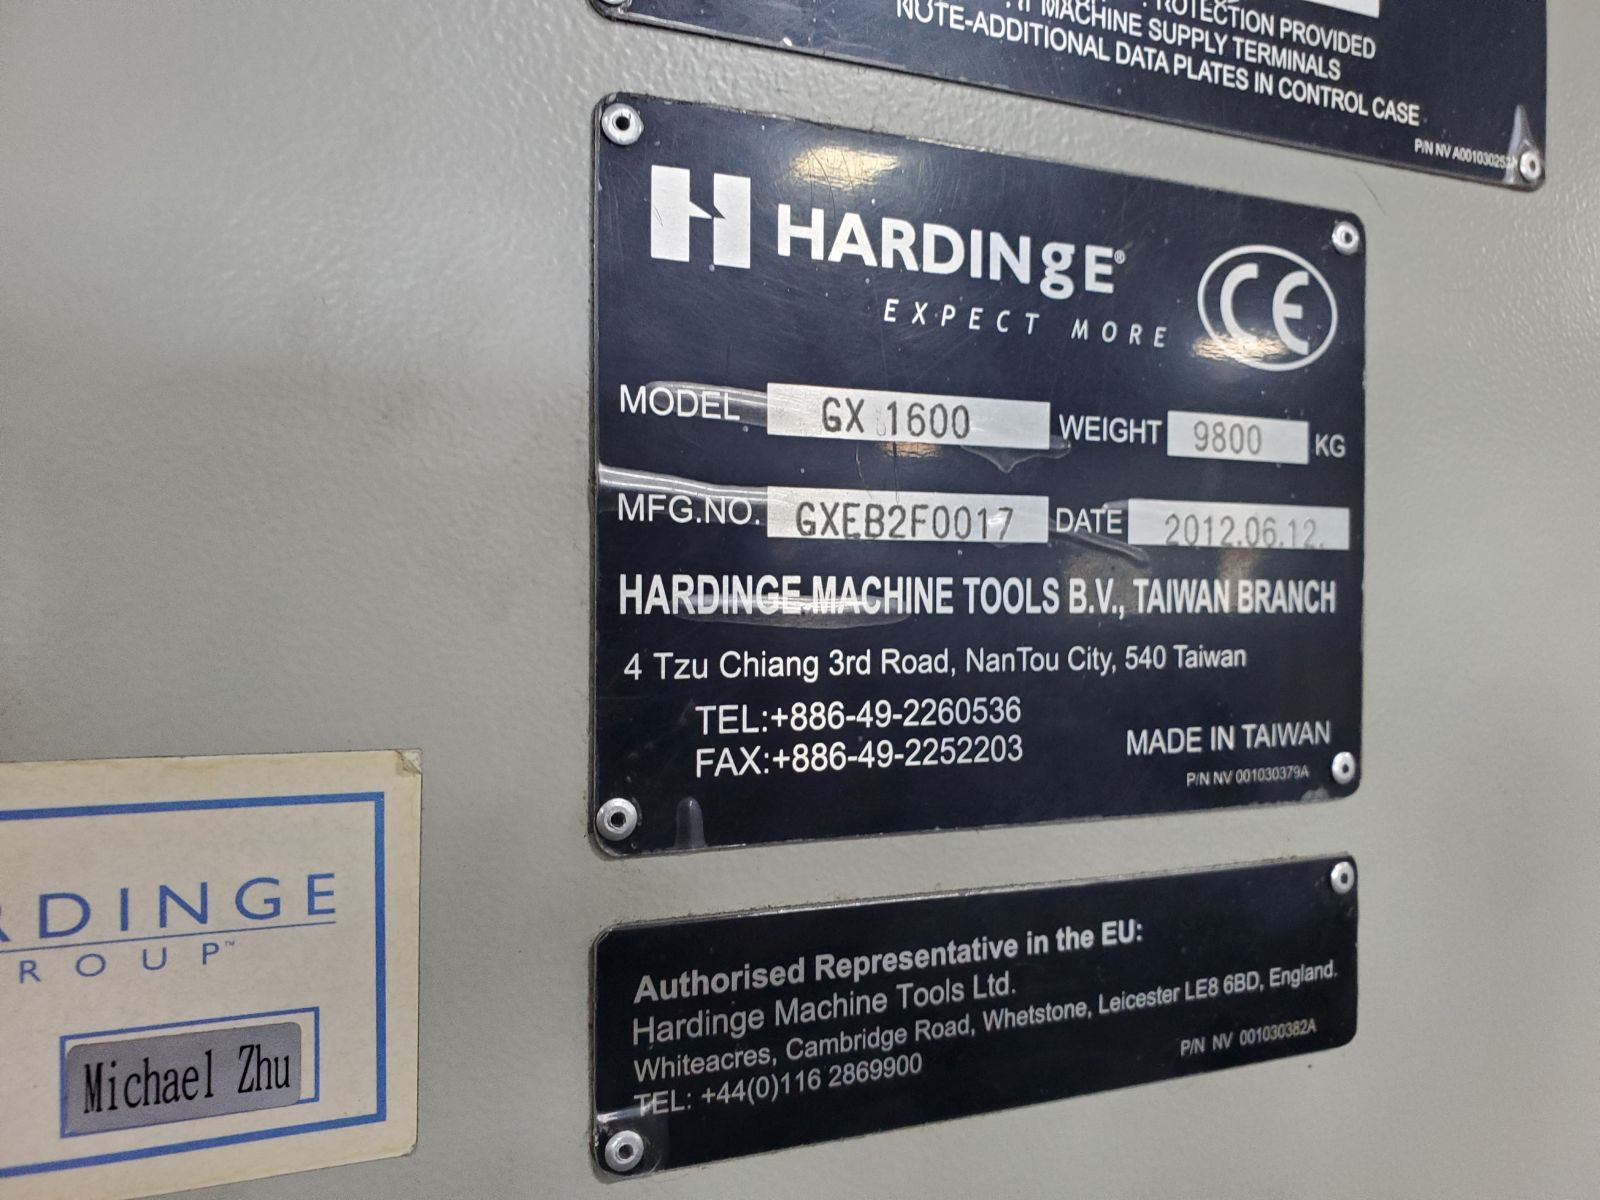 PROTECTION PROVIDED
MACHINE SUPPLY TERMINALS
NOTE-ADDITIONAL DATA PLATES IN CONTROL CASE
P/N NV
HARDINgE®
EXPECT MORE
CE
MODEL GX 1600 WEIGHT 9800 KG
MFG.NO. GXEB2F0017 DATE 2012.06.12.
HARDINGE MACHINE TOOLS B.V., TAIWAN BRANCH
4 Tzu Chiang 3rd Road, NanTou City, 540 Taiwan
TEL:+886-49-2260536
FAX:+886-49-2252203
MADE IN TAIWAN
P/N NV 001030379A
RDINGE
ROUP™
Michael Zhu
Authorised Representative in the EU:
Hardinge Machine Tools Ltd.
Whiteacres, Cambridge Road, Whetstone, Leicester LE8 6BD, England.
TEL: +44(0)116 2869900
P/N NV 001030382A